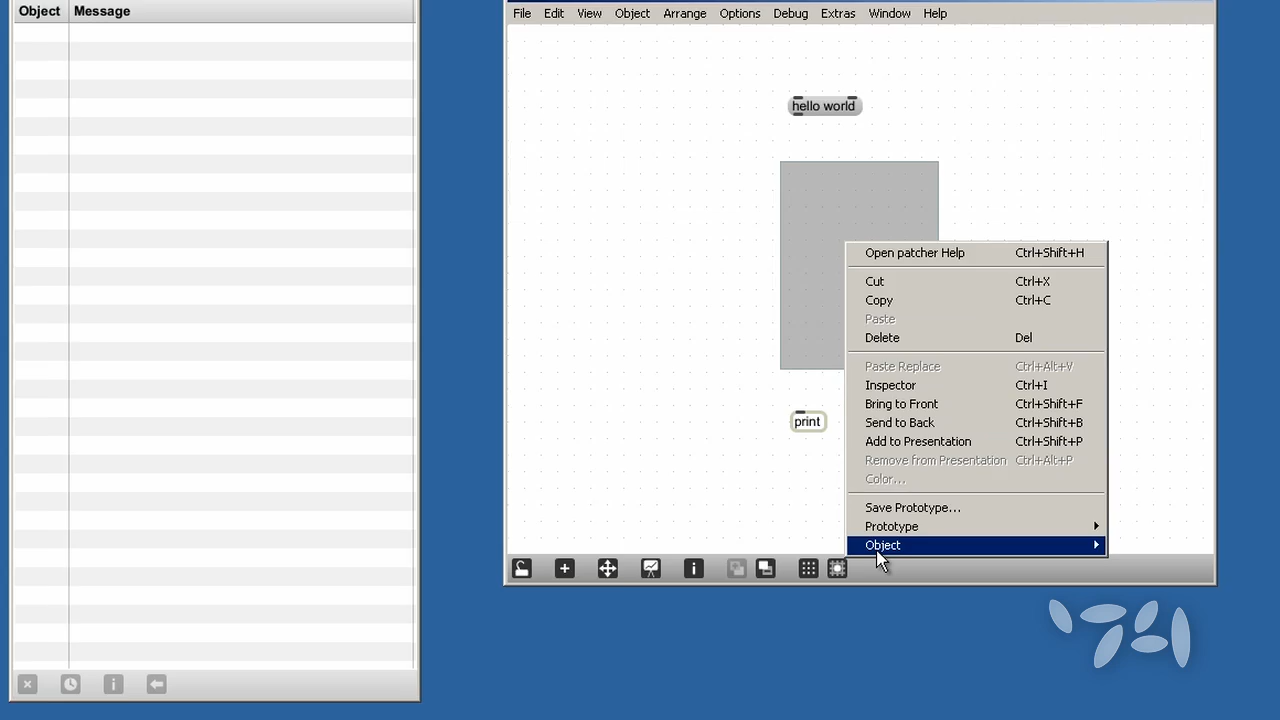 Object Message
File Edit View Object Arrange Options Debug Extras Window Help
hello world
Open patcher Help Ctrl+Shift+H
Cut Ctrl+X
Copy Ctrl+C
Paste
Delete Del
Paste Replace Ctrl+Alt+V
Inspector Ctrl+I
Bring to Front Ctrl+Shift+F
Send to Back Ctrl+Shift+B
Add to Presentation Ctrl+Shift+P
Remove from Presentation Ctrl+Alt+P
Color...
Save Prototype...
Prototype
Object
print